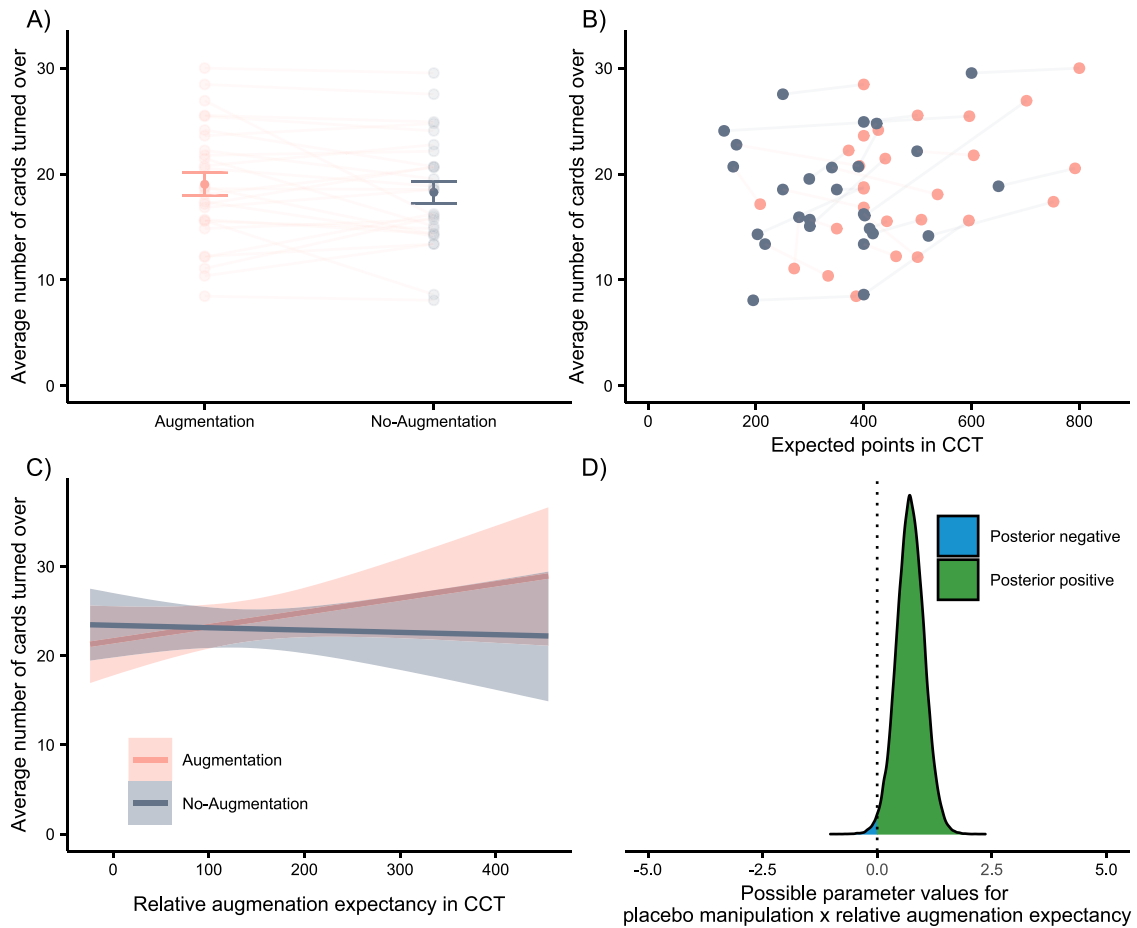 A)
Average number of cards turned over
30
20
10
0
Augmentation
No-Augmentation
B)
Average number of cards turned over
30
20
10
0
0
200
400
600
800
Expected points in CCT
C)
Average number of cards turned over
30
20
10
0
Augmentation
No-Augmentation
0
100
200
300
400
Relative augmenation expectancy in CCT
D)
Posterior negative
Posterior positive
-5.0
-2.5
0.0
2.5
5.0
Possible parameter values for
placebo manipulation x relative augmenation expectancy